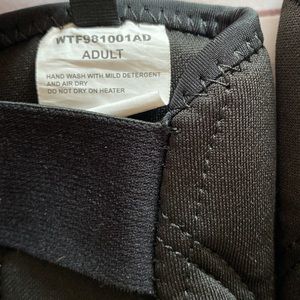 WTF981001AD
ADULT
HAND WASH WITH MILD DETERGENT
AND AIR DRY
DO NOT DRY ON HEATER